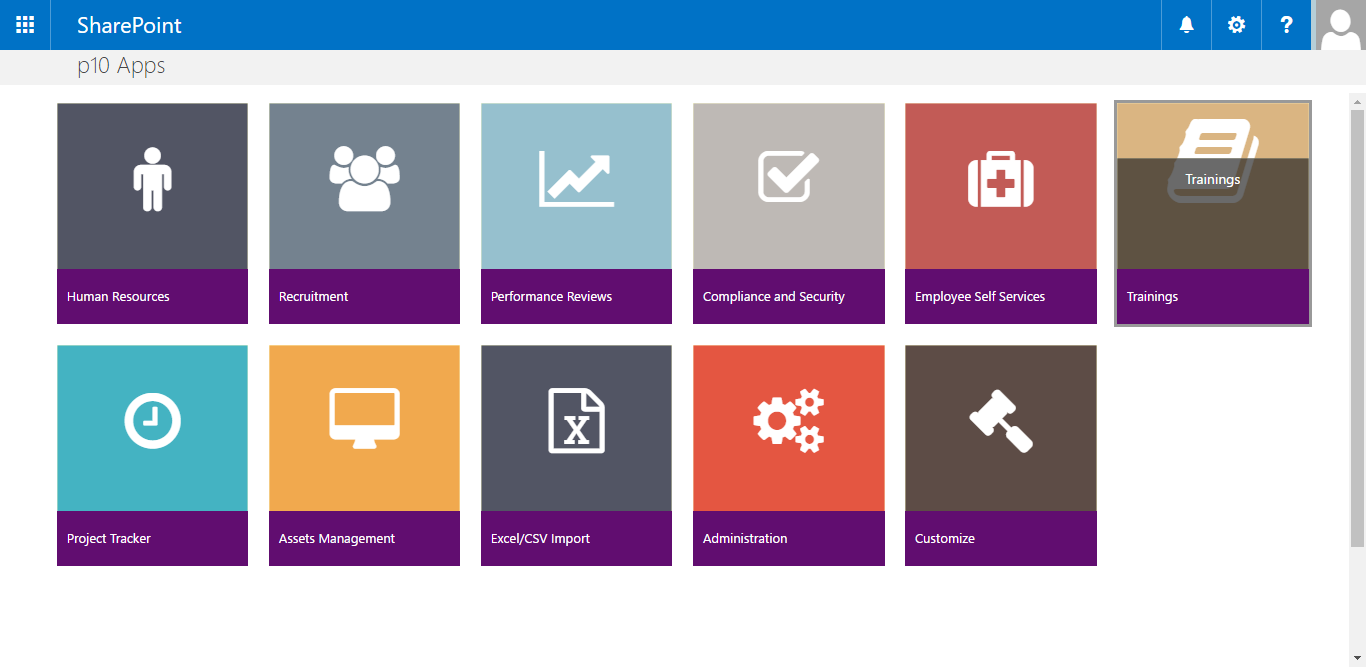 SharePoint
?
p10 Apps
Trainings
Human Resources
Recruitment
Performance Reviews
Compliance and Security
Employee Self Services
Trainings
X
Project Tracker
Assets Management
Excel/CSV Import
Administration
Customize